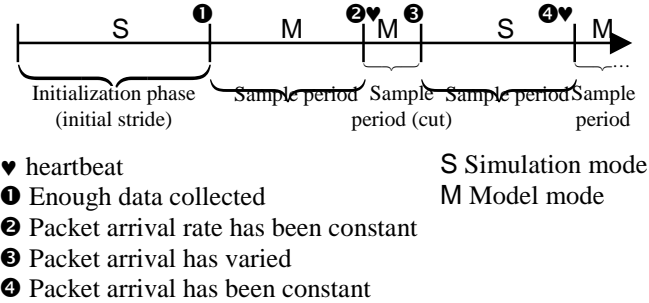 ❶ ❷♥ ❸ ❹♥
S M M S M
...
Initialization phase Sample period Sample Sample period Sample
(initial stride) period (cut) period
♥ heartbeat
S Simulation mode
❶ Enough data collected
M Model mode
❷ Packet arrival rate has been constant
❸ Packet arrival has varied
❹ Packet arrival has been constant